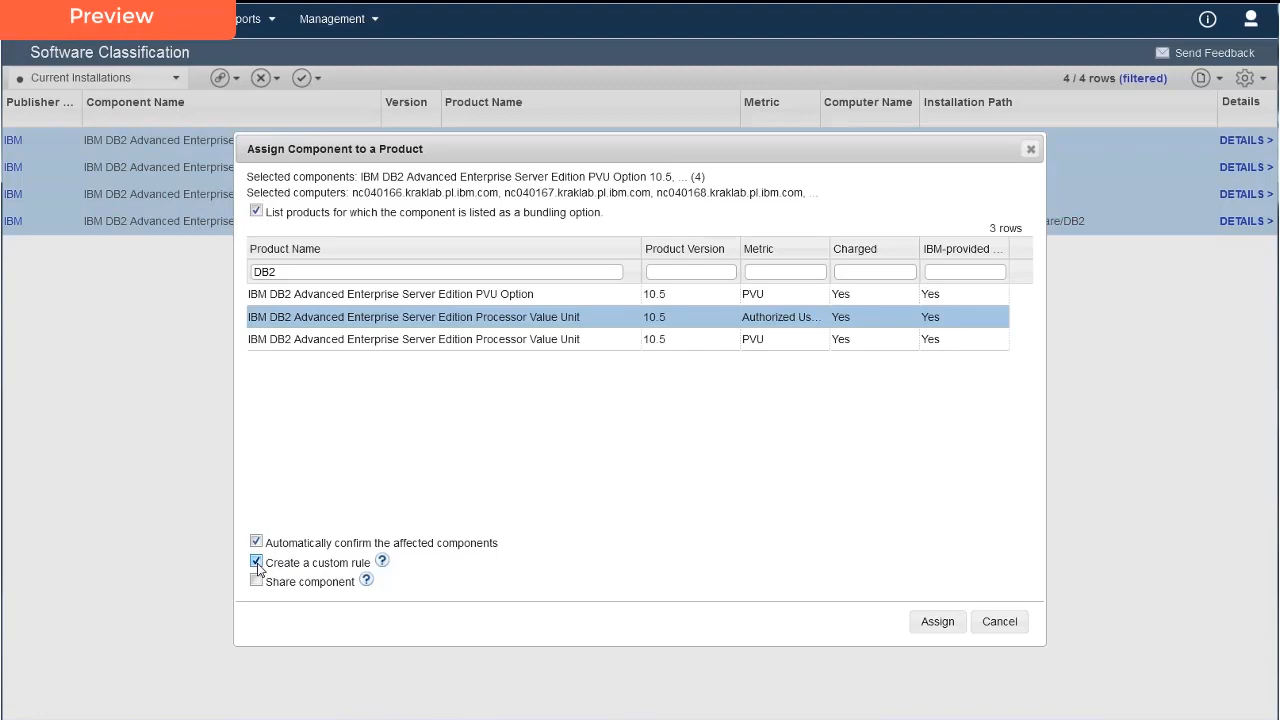 Preview
ports Management
Software Classification Send Feedback
Current Installations 4 / 4 rows (filtered)
Publisher ... Component Name Version Product Name Metric Computer Name Installation Path Details
IBM IBM DB2 Advanced Enterprise DETAILS >
IBM IBM DB2 Advanced Enterprise DETAILS >
IBM IBM DB2 Advanced Enterprise DETAILS >
IBM IBM DB2 Advanced Enterprise are/DB2 DETAILS >
Assign Component to a Product
Selected components: IBM DB2 Advanced Enterprise Server Edition PVU Option 10.5, ... (4)
Selected computers: nc040166.kraklab.pl.ibm.com, nc040167.kraklab.pl.ibm.com, nc040168.kraklab.pl.ibm.com, ...
List products for which the component is listed as a bundling option.
3 rows
Product Name Product Version Metric Charged IBM-provided ...
DB2
IBM DB2 Advanced Enterprise Server Edition PVU Option 10.5 PVU Yes Yes
IBM DB2 Advanced Enterprise Server Edition Processor Value Unit 10.5 Authorized Us... Yes Yes
IBM DB2 Advanced Enterprise Server Edition Processor Value Unit 10.5 PVU Yes Yes
Automatically confirm the affected components
Create a custom rule ?
Share component ?
Assign Cancel